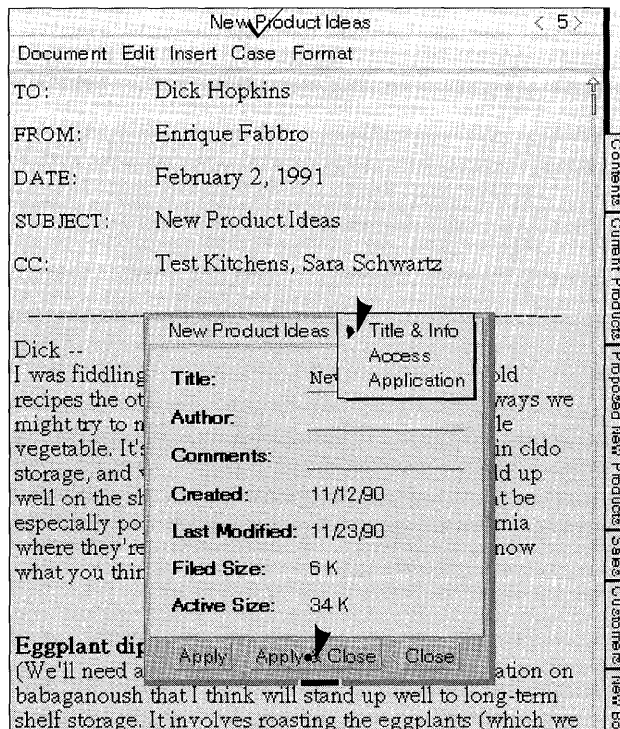 New Product Ideas < 5 >
Document Edit Insert Case Format
TO: Dick Hopkins
FROM: Enrique Fabbro
DATE: February 2, 1991
SUBJECT: New Product Ideas
CC: Test Kitchens, Sara Schwartz
Dick --
I was fiddling old
recipes the ot ways we
might try to n le
vegetable. It's in cldo
storage, and v ld up
well on the sh t be
especially po mia
where they're now
what you thin
Eggplant dip
(We'll need a ation on
babaganoush that I think will stand up well to long-term
shelf storage. It involves roasting the eggplants (which we
New Product Ideas Title & Info
Access
Application
Title: Ne
Author:
Comments:
Created: 11/12/90
Last Modified: 11/23/90
Filed Size: 6 K
Active Size: 34 K
Apply Apply & Close Close
Contents
Current Products
Proposed New Products
Sales
Customers
New Bo